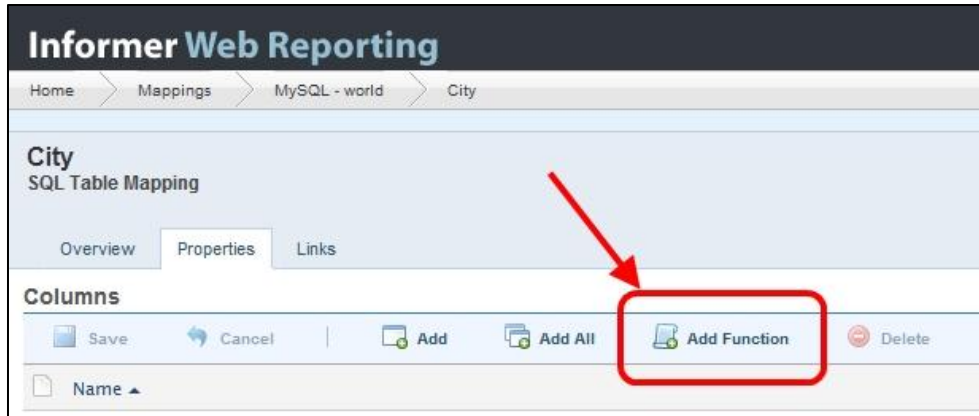 Informer Web Reporting
Home Mappings MySQL - world City
City
SQL Table Mapping
Overview Properties Links
Columns
Save Cancel Add Add All Add Function Delete
Name